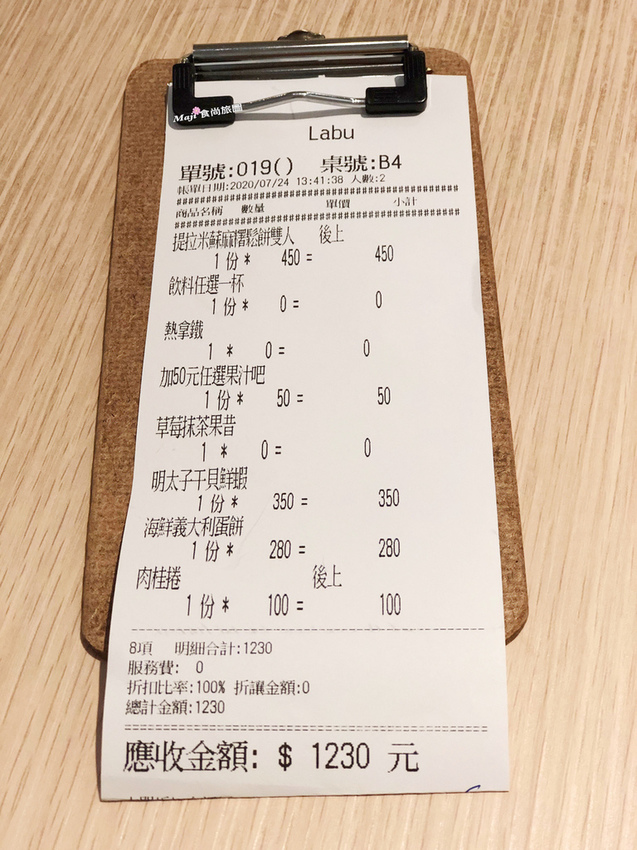 Maji 食尚旅圖
Labu
單號:019() 桌號:B4
帳單日期:2020/07/24 13:41:38 人數:2
商品名稱 數量 單價 小計
提拉米蘇麻糬鬆餅雙人 後上
1 份* 450 = 450
飲料任選一杯
1 份* 0 = 0
熱拿鐵
1 * 0 = 0
加50元任選果汁吧
1 份* 50 = 50
草莓抹茶果昔
1 * 0 = 0
明太子干貝鮮蝦
1 份* 350 = 350
海鮮義大利蛋餅
1 份* 280 = 280
肉桂捲 後上
1 份* 100 = 100
8項 明細合計:1230
服務費: 0
折扣比率:100% 折讓金額:0
總計金額:1230
應收金額: $ 1230 元